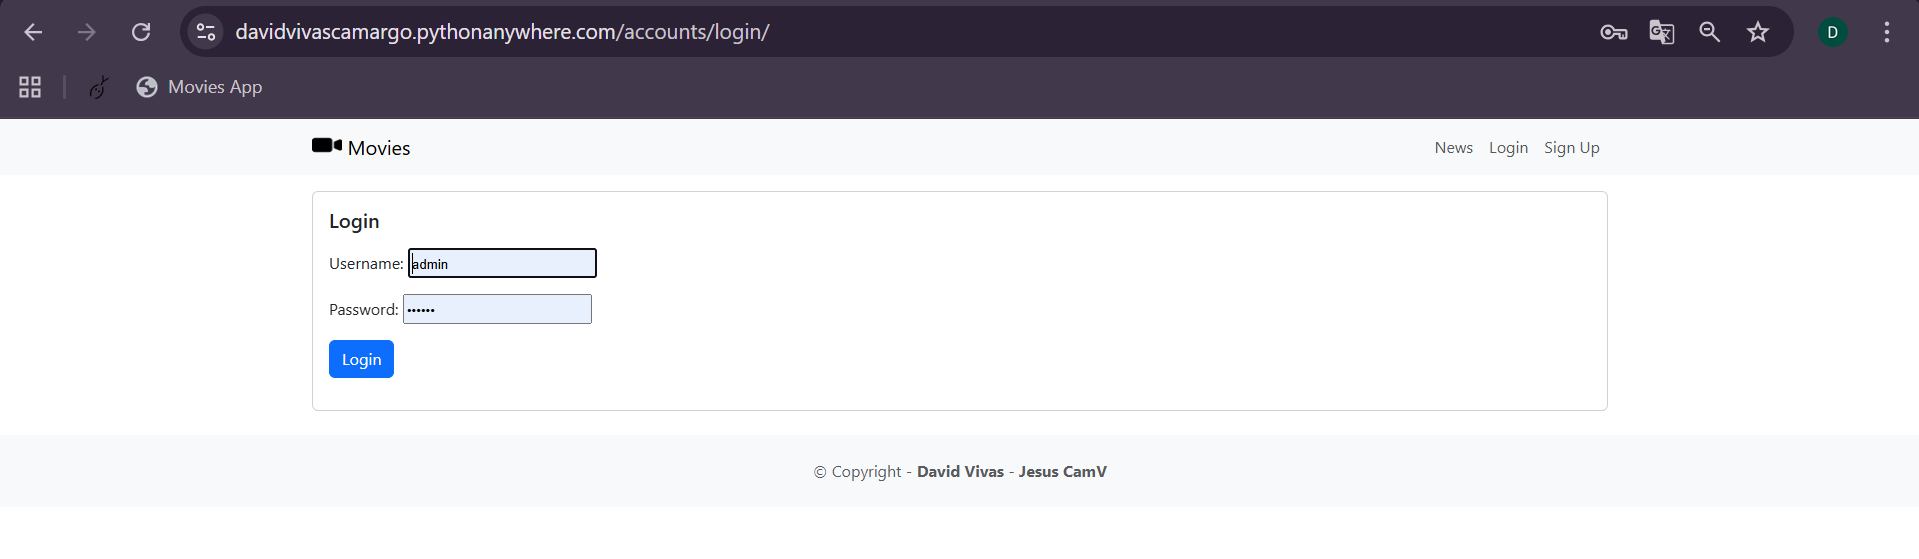 davidvivascamargo.pythonanywhere.com/accounts/login/
D
Movies App
Movies
News Login Sign Up
Login
Username: admin
Password: ••••••
Login
© Copyright - David Vivas - Jesus CamV